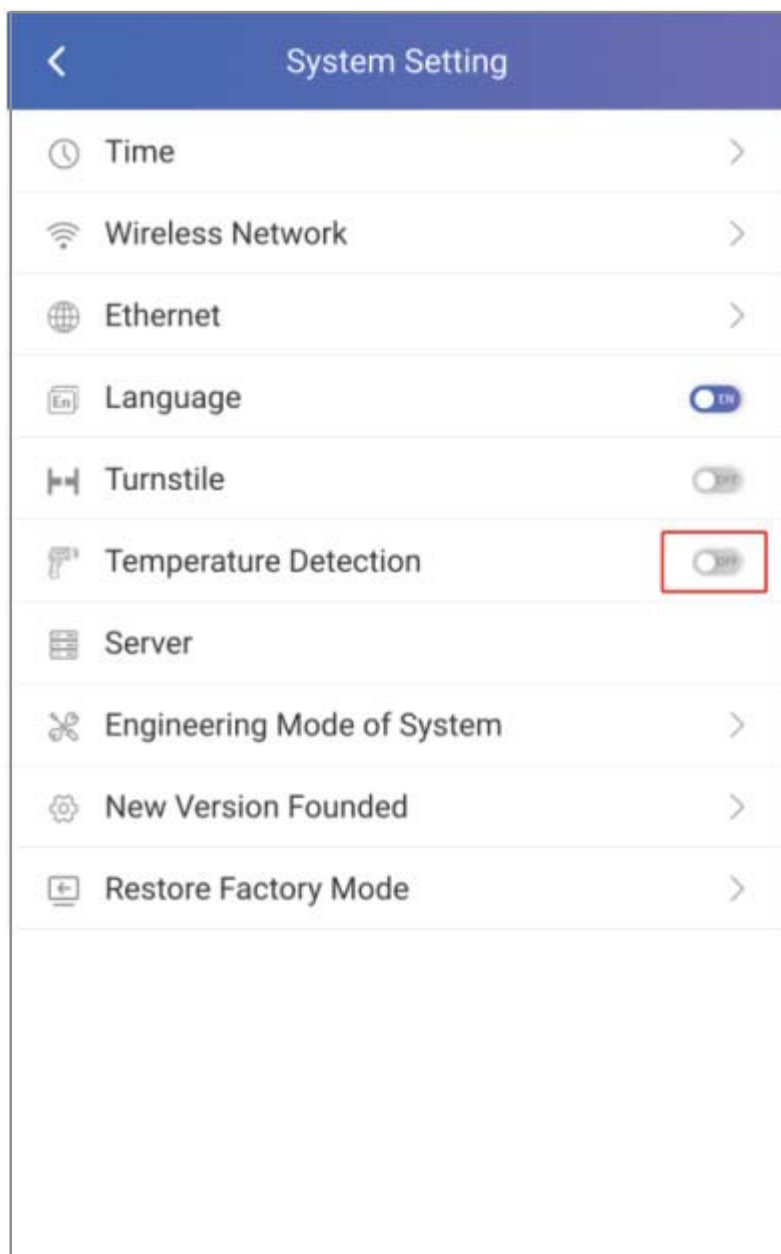 System Setting
Time
Wireless Network
Ethernet
En Language EN
Turnstile OFF
Temperature Detection OFF
Server
Engineering Mode of System
New Version Founded
Restore Factory Mode